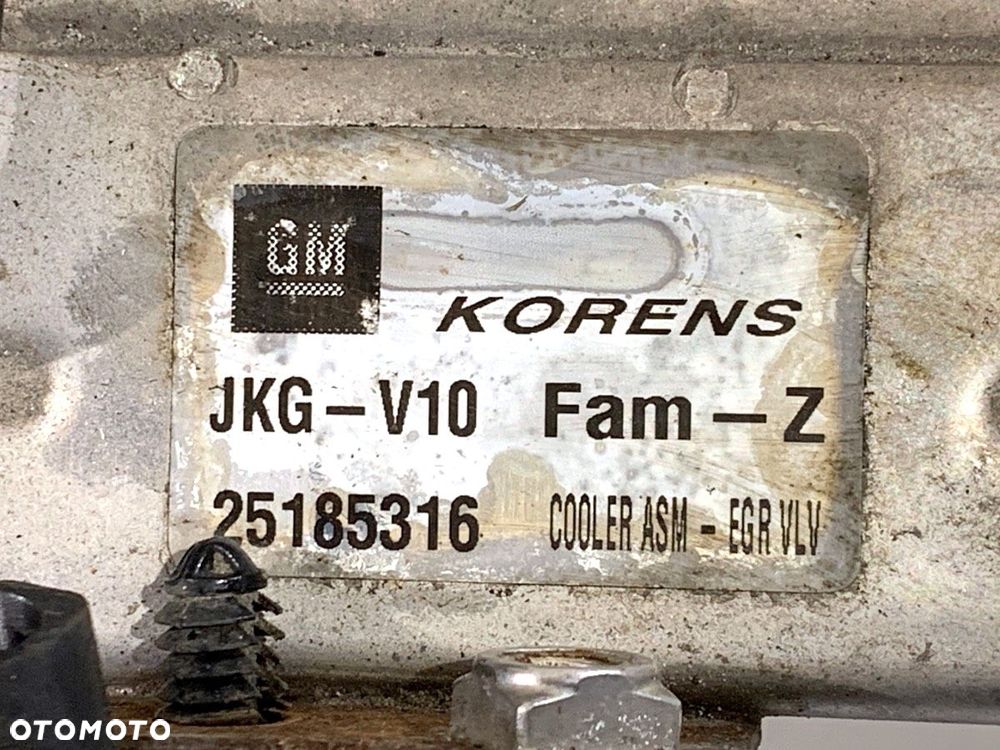 GM
KORENS
JKG-V10 Fam-Z
25185316 COOLER ASM - EGR VLV
OTOMOTO